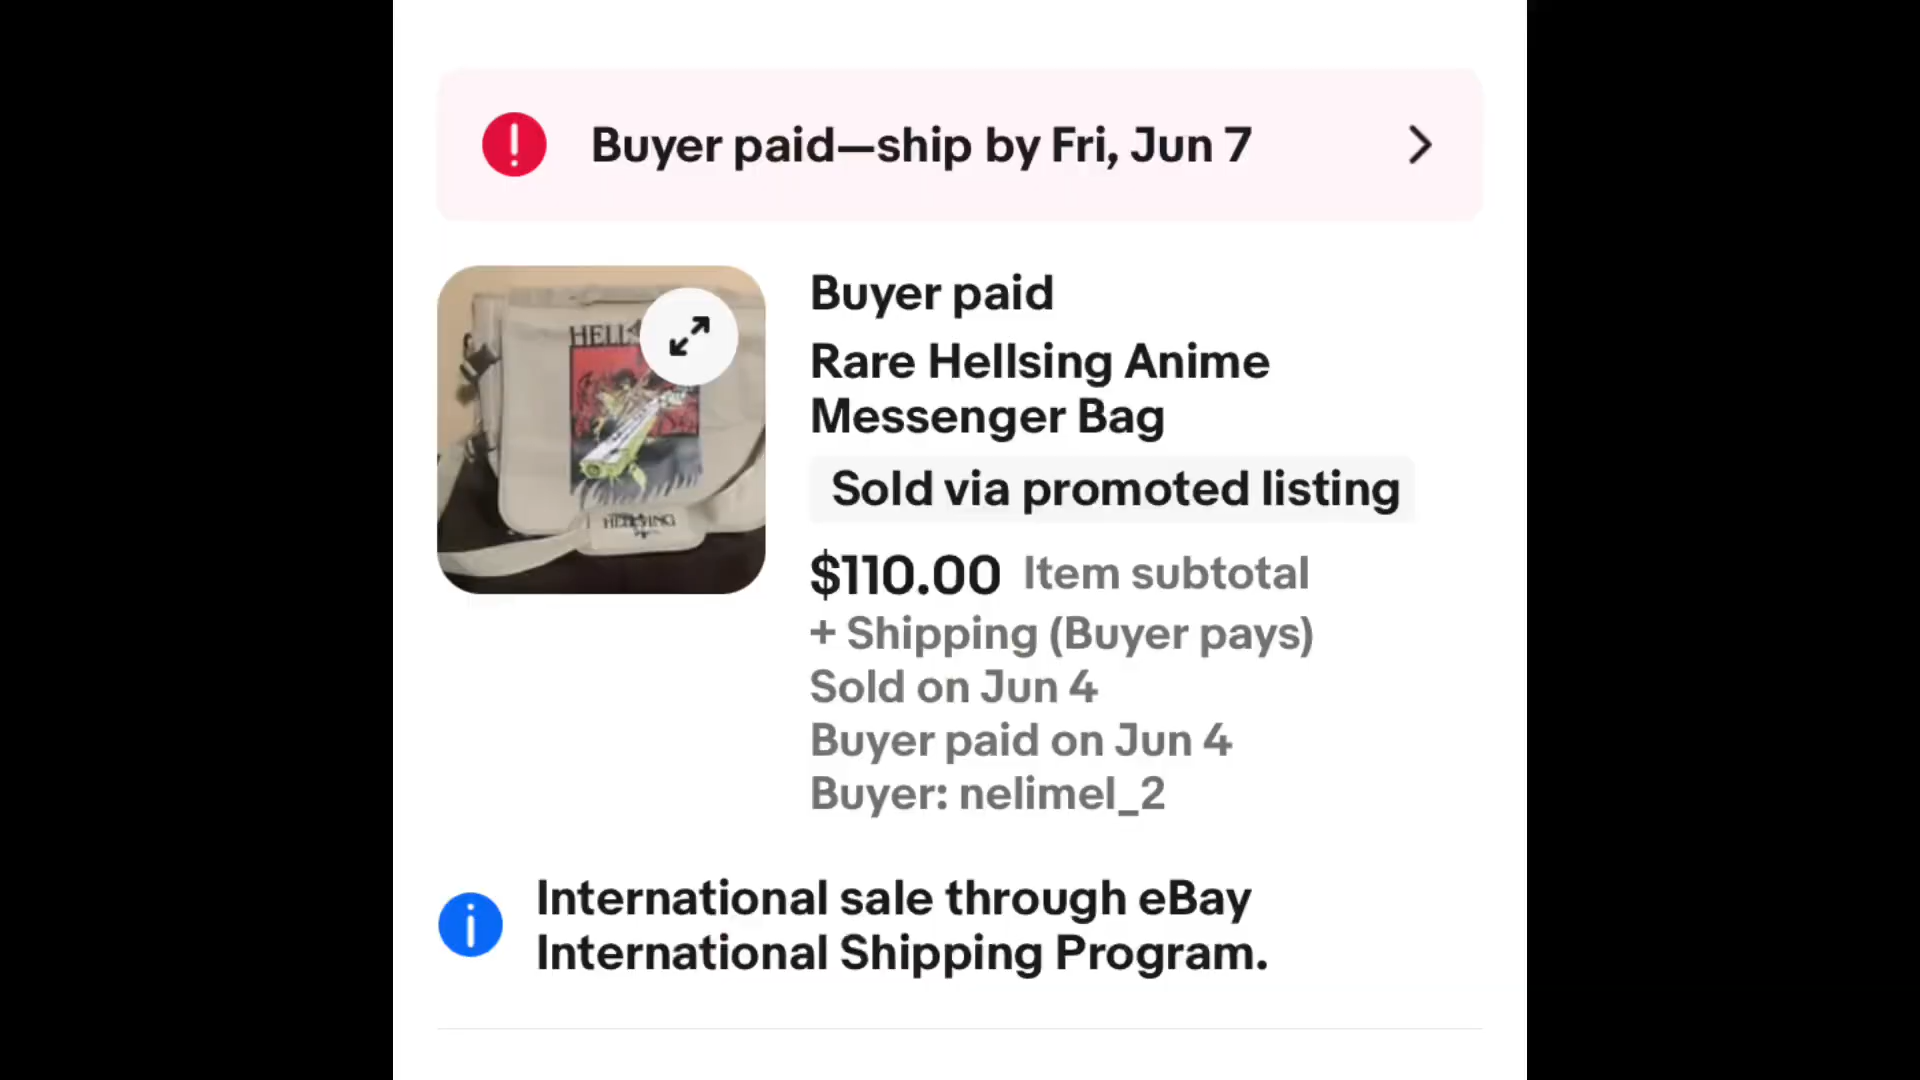 Buyer paid—ship by Fri, Jun 7
HELLS
HELLSING
Buyer paid
Rare Hellsing Anime
Messenger Bag
Sold via promoted listing
$110.00 Item subtotal
+ Shipping (Buyer pays)
Sold on Jun 4
Buyer paid on Jun 4
Buyer: nelimel_2
International sale through eBay
International Shipping Program.